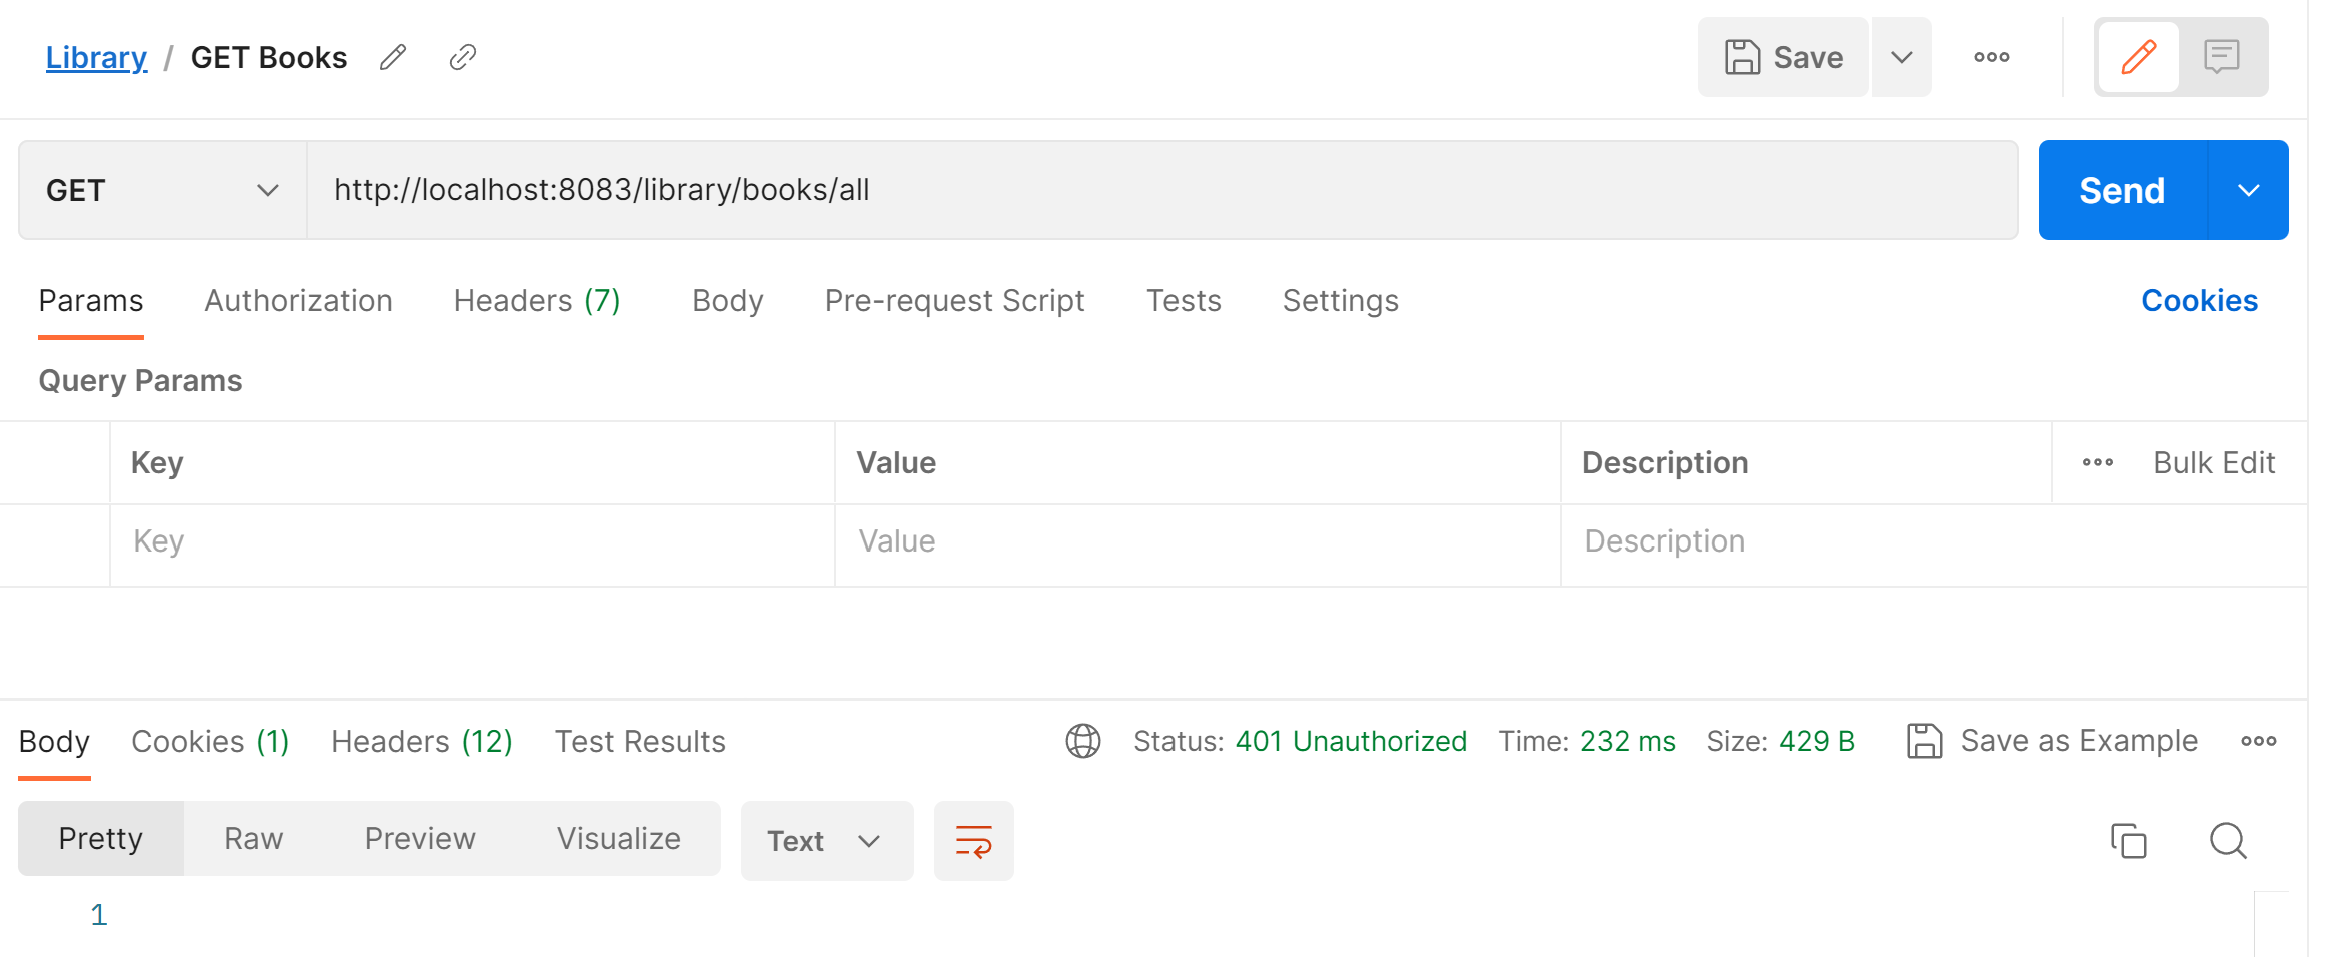 Library / GET Books
Save
GET http://localhost:8083/library/books/all Send
Params Authorization Headers (7) Body Pre-request Script Tests Settings Cookies
Query Params
Key Value Description Bulk Edit
Key Value Description
Body Cookies (1) Headers (12) Test Results Status: 401 Unauthorized Time: 232 ms Size: 429 B Save as Example
Pretty Raw Preview Visualize Text
1